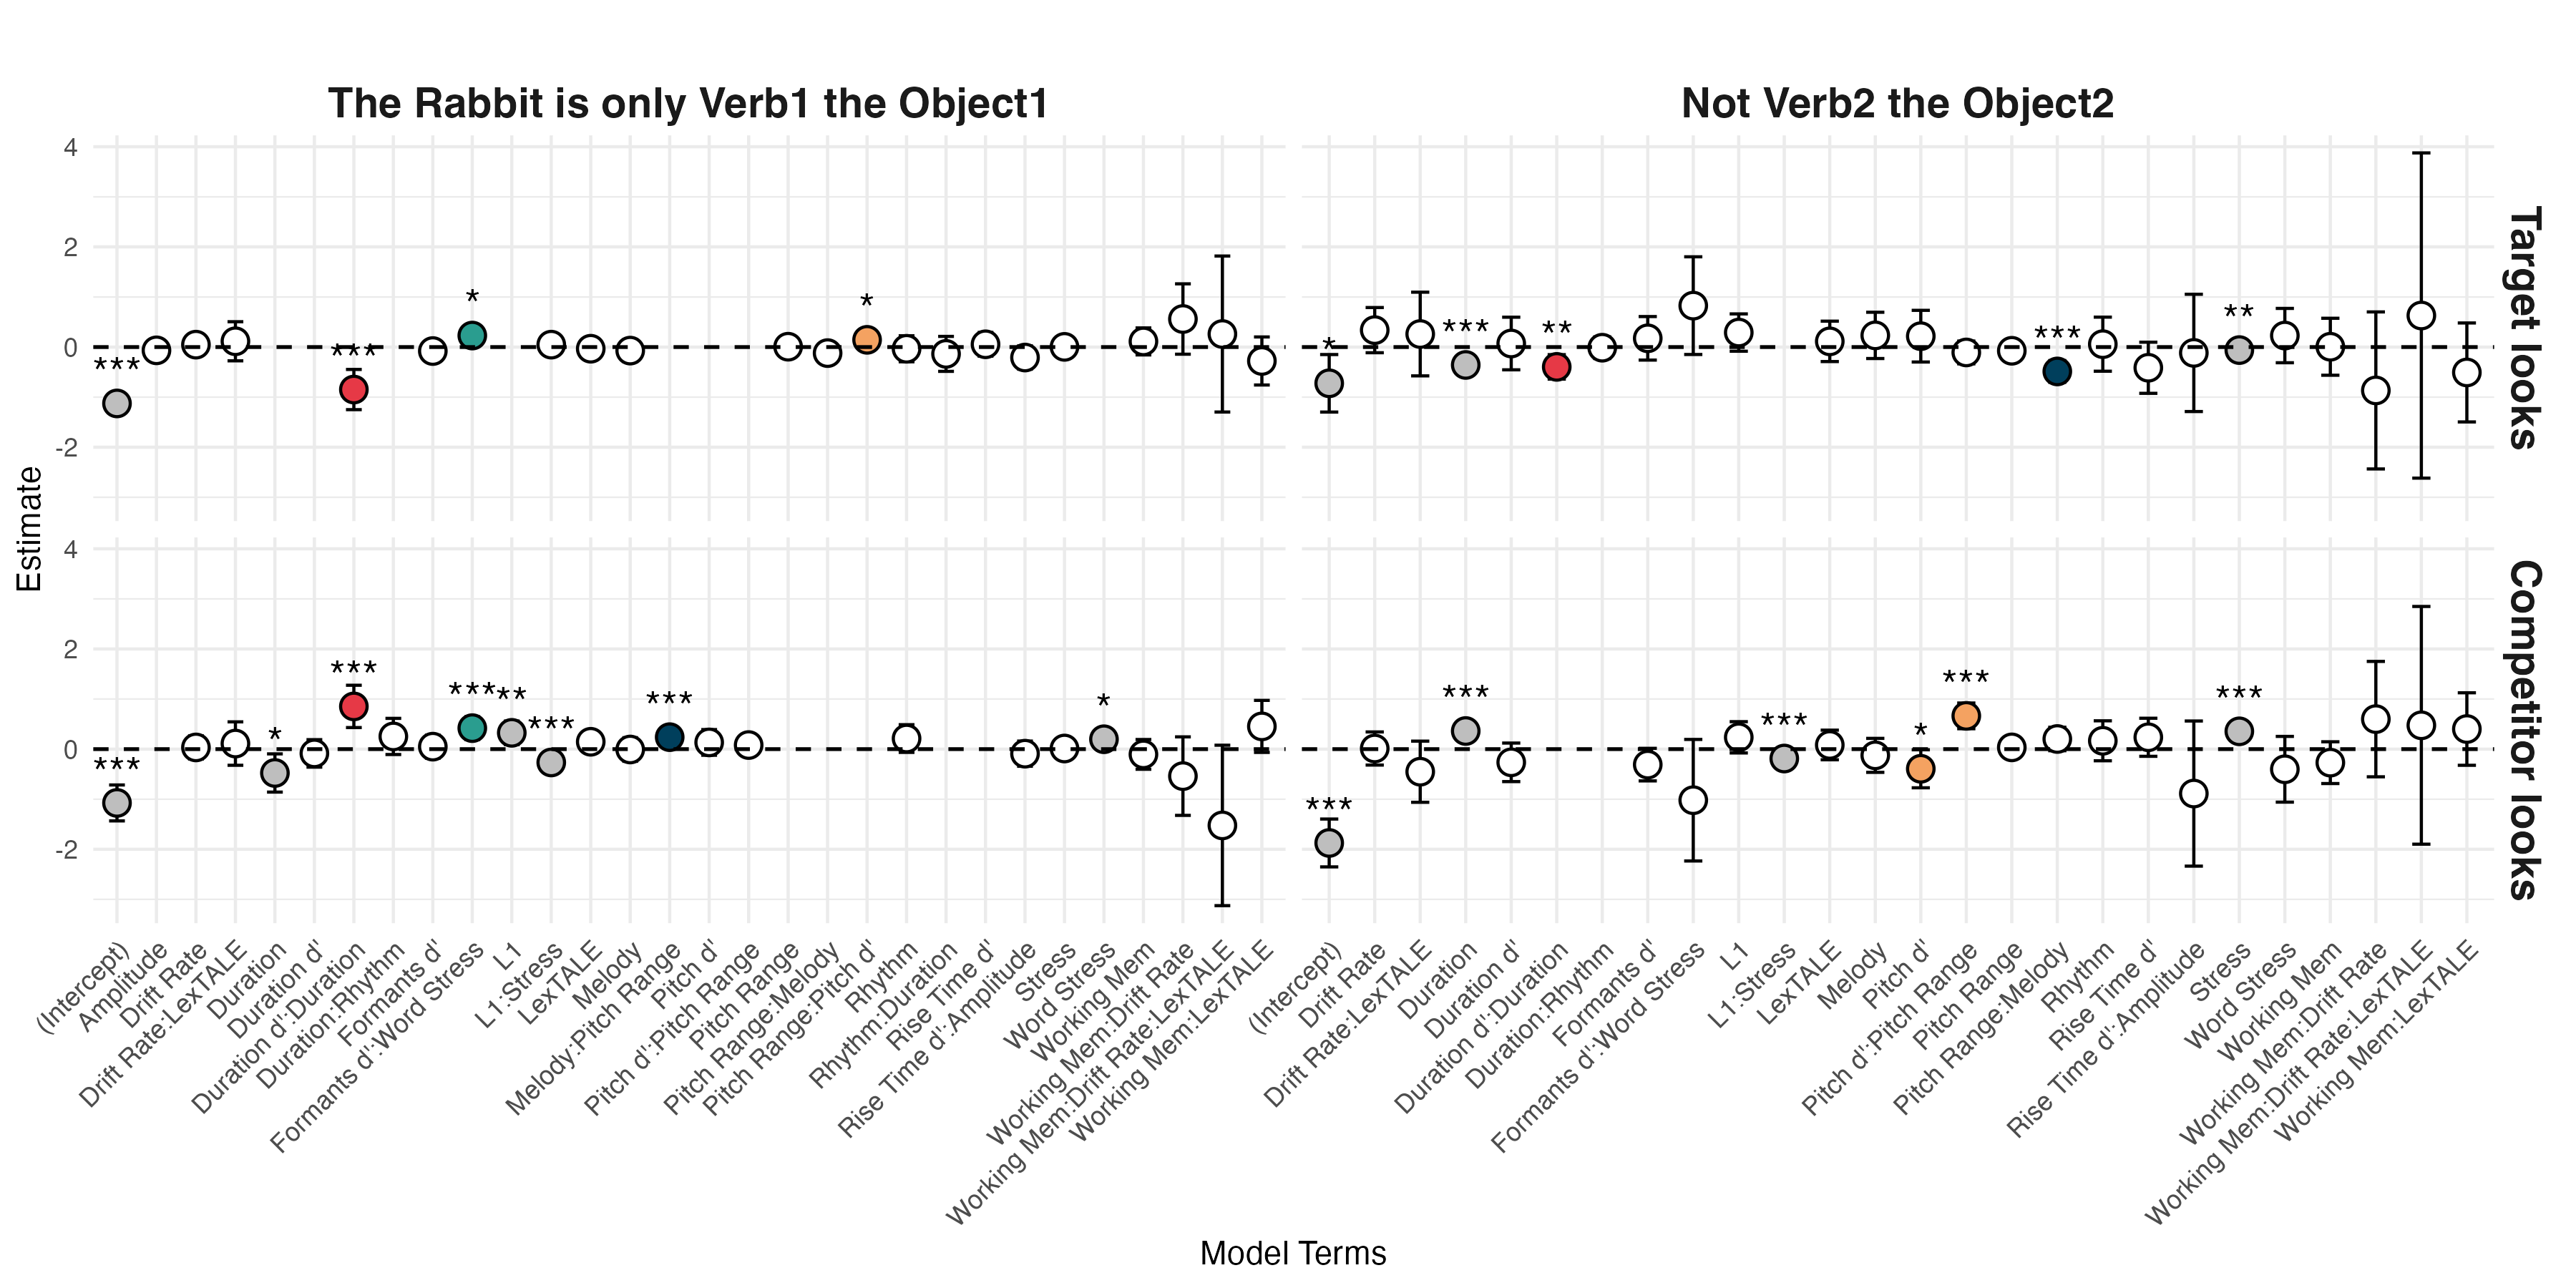 The Rabbit is only Verb1 the Object1
Not Verb2 the Object2
4
2
0
-2
***
***
*
*
*
***
**
***
**
Target looks
Estimate
4
2
0
-2
***
*
***
***
**
***
***
*
***
***
***
*
***
***
Competitor looks
(Intercept)
Amplitude
Drift Rate
Drift Rate:LexTALE
Duration
Duration d'
Duration d':Duration
Duration:Rhythm
Formants d'
Formants d':Word Stress
L1
L1:Stress
LexTALE
Melody
Melody:Pitch Range
Pitch d'
Pitch d':Pitch Range
Pitch Range
Pitch Range:Melody
Pitch Range:Pitch d'
Rhythm
Rhythm:Duration
Rise Time d'
Rise Time d':Amplitude
Stress
Word Stress
Working Mem
Working Mem:Drift Rate
Working Mem:Drift Rate:LexTALE
Working Mem:LexTALE
(Intercept)
Drift Rate
Drift Rate:LexTALE
Duration
Duration d'
Duration d':Duration
Duration:Rhythm
Formants d'
Formants d':Word Stress
L1
L1:Stress
LexTALE
Melody
Pitch d'
Pitch d':Pitch Range
Pitch Range
Pitch Range:Melody
Rhythm
Rise Time d'
Rise Time d':Amplitude
Stress
Word Stress
Working Mem
Working Mem:Drift Rate
Working Mem:Drift Rate:LexTALE
Working Mem:LexTALE
Model Terms